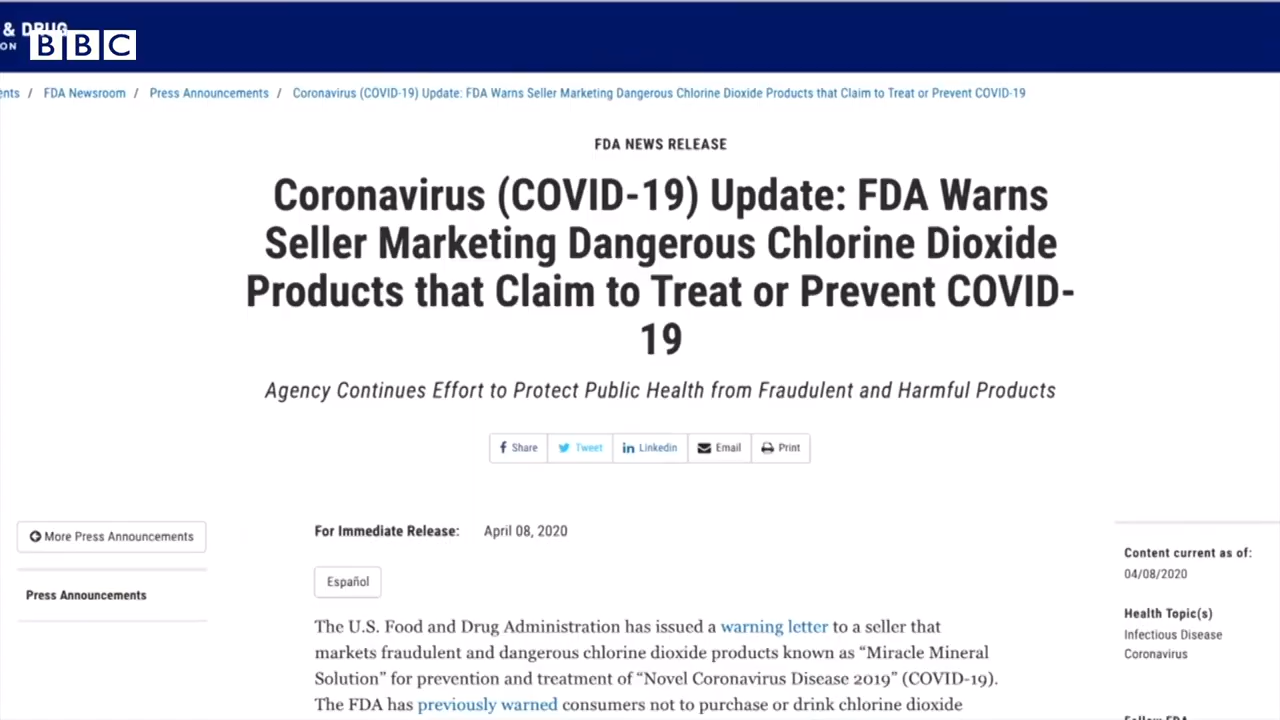 & DRUG
ON
BBC
ents / FDA Newsroom / Press Announcements / Coronavirus (COVID-19) Update: FDA Warns Seller Marketing Dangerous Chlorine Dioxide Products that Claim to Treat or Prevent COVID-19
FDA NEWS RELEASE
Coronavirus (COVID-19) Update: FDA Warns
Seller Marketing Dangerous Chlorine Dioxide
Products that Claim to Treat or Prevent COVID-
19
Agency Continues Effort to Protect Public Health from Fraudulent and Harmful Products
Share Tweet Linkedin Email Print
More Press Announcements
Press Announcements
For Immediate Release: April 08, 2020
Español
The U.S. Food and Drug Administration has issued a warning letter to a seller that
markets fraudulent and dangerous chlorine dioxide products known as “Miracle Mineral
Solution” for prevention and treatment of “Novel Coronavirus Disease 2019” (COVID-19).
The FDA has previously warned consumers not to purchase or drink chlorine dioxide
Content current as of:
04/08/2020
Health Topic(s)
Infectious Disease
Coronavirus
Follow FDA